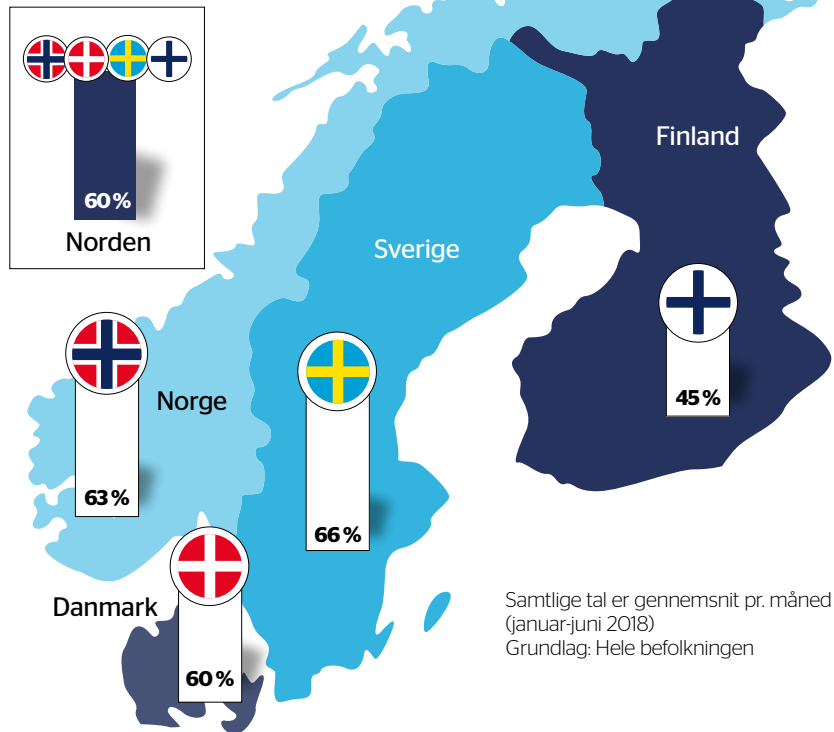 60 %
Norden
Finland
Sverige
45 %
Norge
63 %
66 %
Danmark
60 %
Samtlige tal er gennemsnit pr. måned
(januar-juni 2018)
Grundlag: Hele befolkningen